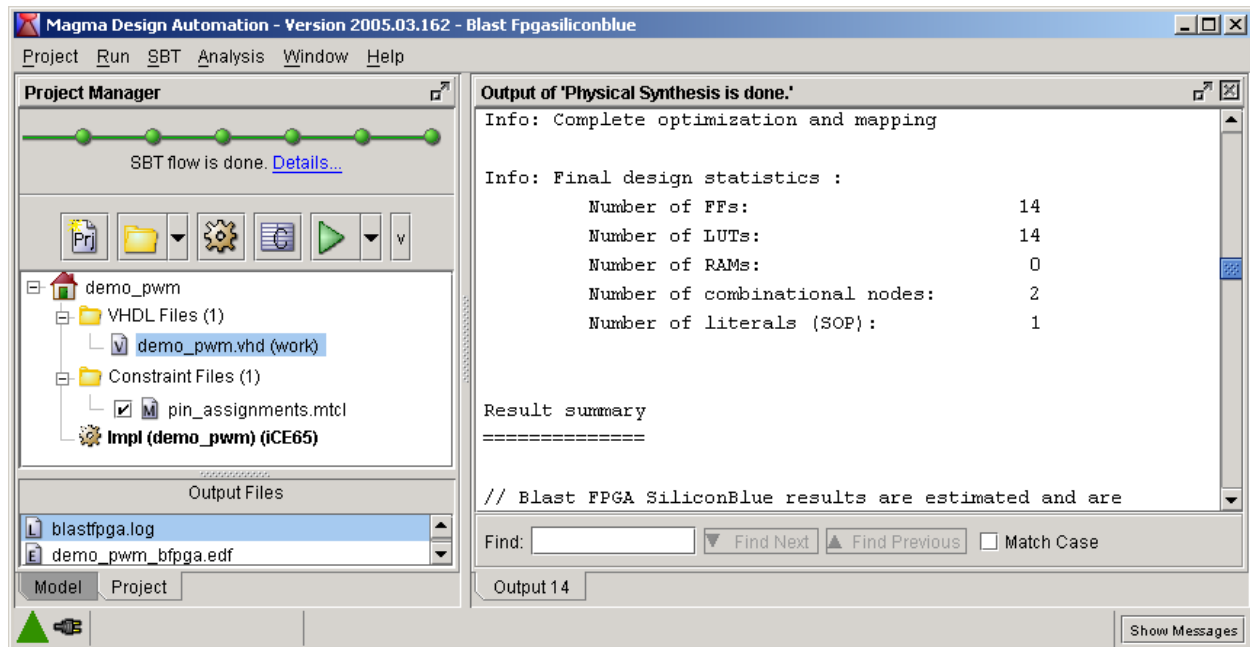 Magma Design Automation - Version 2005.03.162 - Blast Fpgasiliconblue
Project Run SBT Analysis Window Help
Project Manager
SBT flow is done. Details...
Prj
C
v
demo_pwm
VHDL Files (1)
V demo_pwm.vhd (work)
Constraint Files (1)
M pin_assignments.mtcl
Impl (demo_pwm) (iCE65)
Output Files
L blastfpga.log
E demo_pwm_bfpga.edf
Model Project
Output of 'Physical Synthesis is done.'
Info: Complete optimization and mapping
Info: Final design statistics :
Number of FFs: 14
Number of LUTs: 14
Number of RAMs: 0
Number of combinational nodes: 2
Number of literals (SOP): 1
Result summary
==============
// Blast FPGA SiliconBlue results are estimated and are
Find: Find Next Find Previous Match Case
Output 14
Show Messages